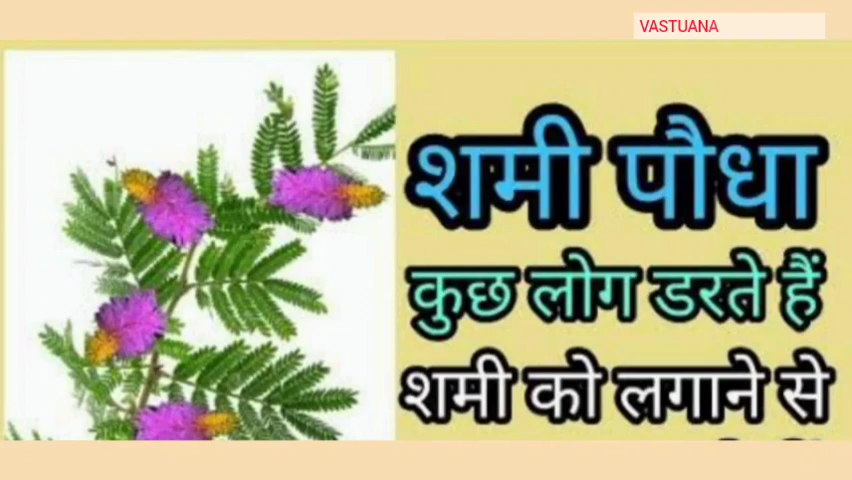 VASTUANA
शमी पौधा
कुछ लोग डरते हैं
शमी को लगाने से